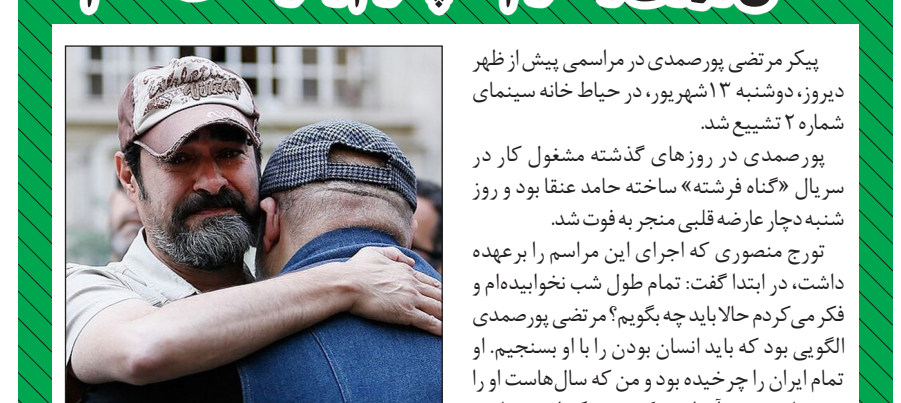 پیکر مرتضی پورصمدی در مراسمی پیش از ظهر
دیروز، دوشنبه ۱۳شهریور، در حیاط خانه سینمای
شماره ۲ تشییع شد.
پورصمدی در روزهای گذشته مشغول کار در
سریال «گناه فرشته» ساخته حامد عنقا بود و روز
شنبه دچار عارضه قلبی منجر به فوت شد.
تورج منصوری که اجرای این مراسم را برعهده
داشت، در ابتدا گفت: تمام طول شب نخوابیده‌ام و
فکر می‌کردم حالا باید چه بگویم؟ مرتضی پورصمدی
الگویی بود که باید انسان بودن را با او بسنجیم. او
تمام ایران را چرخیده بود و من که سال‌هاست او را